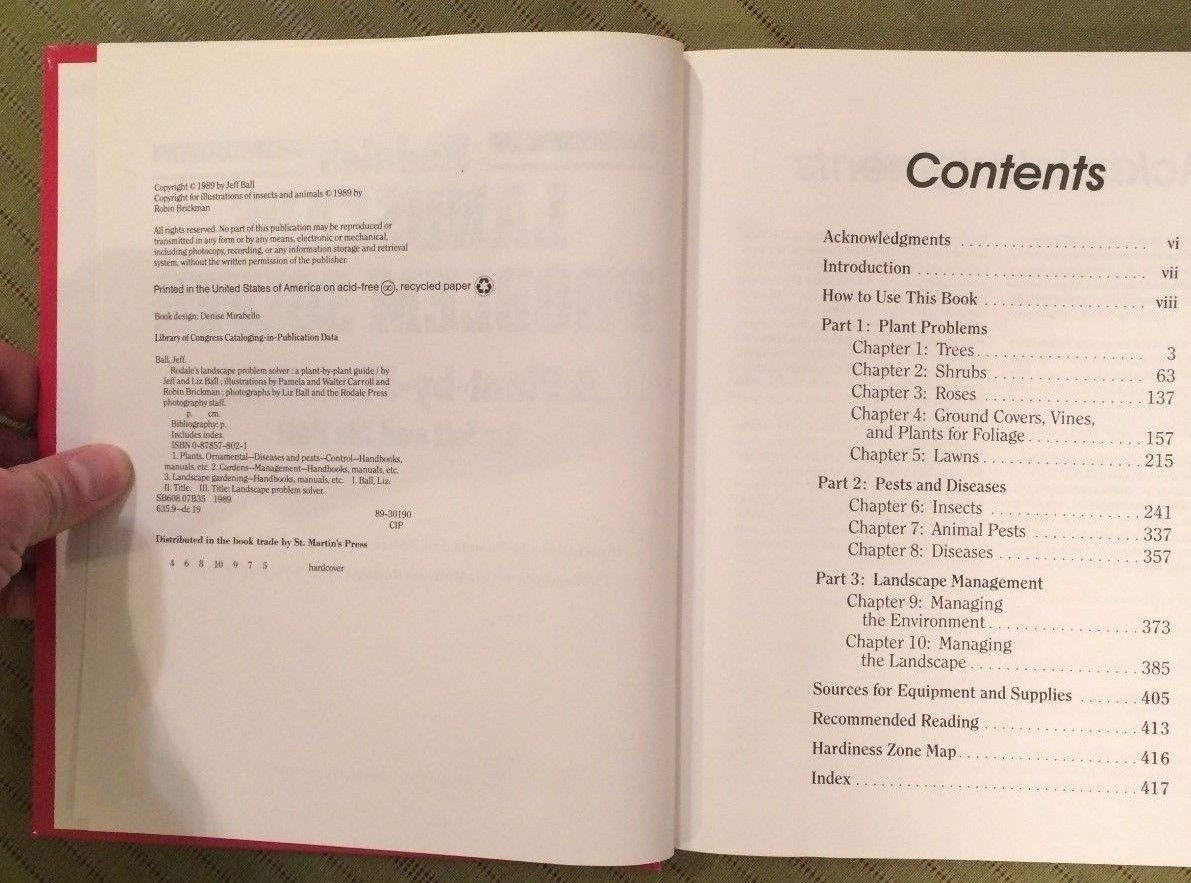 Copyright © 1989 by Jeff Ball
Copyright for illustrations of insects and animals © 1989 by
Robin Brickman
All rights reserved. No part of this publication may be reproduced or
transmitted in any form or by any means, electronic or mechanical,
including photocopy, recording, or any information storage and retrieval
system, without the written permission of the publisher.
Printed in the United States of America on acid-free ∞, recycled paper ♻
Book design: Denise Mirabello
Library of Congress Cataloging-in-Publication Data
Ball, Jeff.
Rodale's landscape problem solver : a plant-by-plant guide / by
Jeff and Liz Ball ; illustrations by Pamela and Walter Carroll and
Robin Brickman ; photographs by Liz Ball and the Rodale Press
photography staff.
p. cm.
Bibliography: p.
Includes index.
ISBN 0-87857-802-1
1. Plants, Ornamental—Diseases and pests—Control—Handbooks,
manuals, etc. 2. Gardens—Management—Handbooks, manuals, etc.
3. Landscape gardening—Handbooks, manuals, etc. I. Ball, Liz.
II. Title. III. Title: Landscape problem solver.
SB608.07B35 1989
635.9—dc 19 89-30190
CIP
Distributed in the book trade by St. Martin's Press
4 6 8 10 9 7 5 hardcover
Contents
Acknowledgments . . . . . . . . . . vi
Introduction . . . . . . . . . . vii
How to Use This Book . . . . . . . . . . viii
Part 1: Plant Problems
Chapter 1: Trees . . . . . . . . . . 3
Chapter 2: Shrubs . . . . . . . . . . 63
Chapter 3: Roses . . . . . . . . . . 137
Chapter 4: Ground Covers, Vines,
and Plants for Foliage . . . . . . . . . . 157
Chapter 5: Lawns . . . . . . . . . . 215
Part 2: Pests and Diseases
Chapter 6: Insects . . . . . . . . . . 241
Chapter 7: Animal Pests . . . . . . . . . . 337
Chapter 8: Diseases . . . . . . . . . . 357
Part 3: Landscape Management
Chapter 9: Managing
the Environment . . . . . . . . . . 373
Chapter 10: Managing
the Landscape . . . . . . . . . . 385
Sources for Equipment and Supplies . . . . . . . 405
Recommended Reading . . . . . . . . . . 413
Hardiness Zone Map . . . . . . . . . . 416
Index . . . . . . . . . . 417